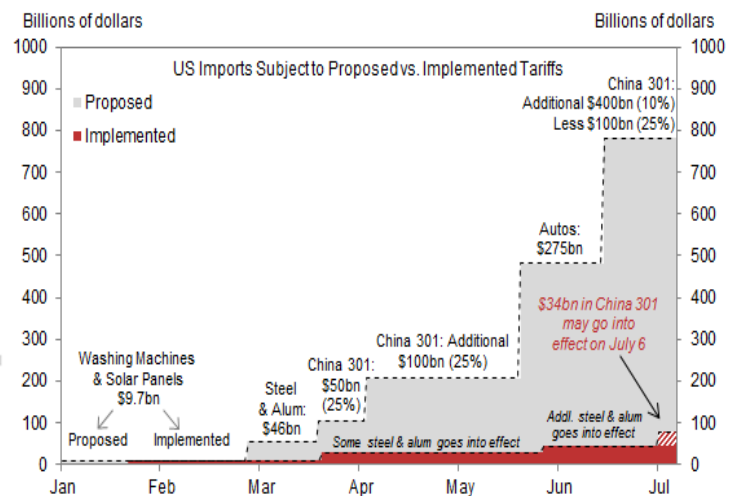 Billions of dollars
Billions of dollars
US Imports Subject to Proposed vs. Implemented Tariffs
Proposed
Implemented
China 301:
Additional $400bn (10%)
Less $100bn (25%)
Autos:
$275bn
$34bn in China 301
may go into
effect on July 6
China 301: Additional
$100bn (25%)
China 301:
$50bn
(25%)
Steel
& Alum:
$46bn
Washing Machines
& Solar Panels
$9.7bn
Proposed
Implemented
Some steel & alum goes into effect
Addl. steel & alum
goes into effect
1000
900
800
700
600
500
400
300
200
100
0
1000
900
800
700
600
500
400
300
200
100
0
Jan Feb Mar Apr May Jun Jul